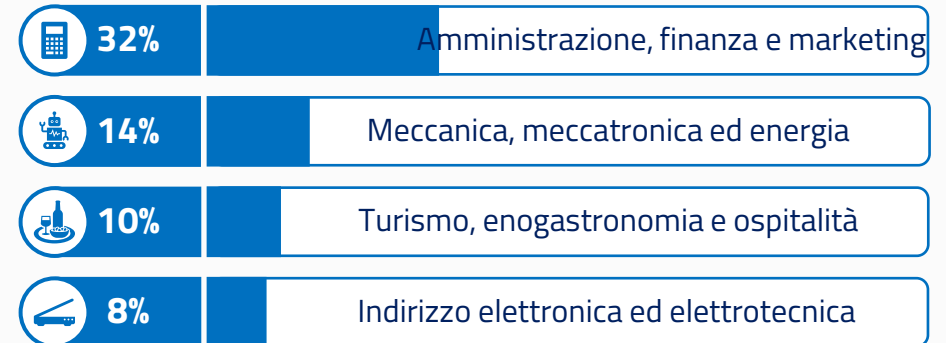 32% Amministrazione, finanza e marketing
14% Meccanica, meccatronica ed energia
10% Turismo, enogastronomia e ospitalità
8% Indirizzo elettronica ed elettrotecnica